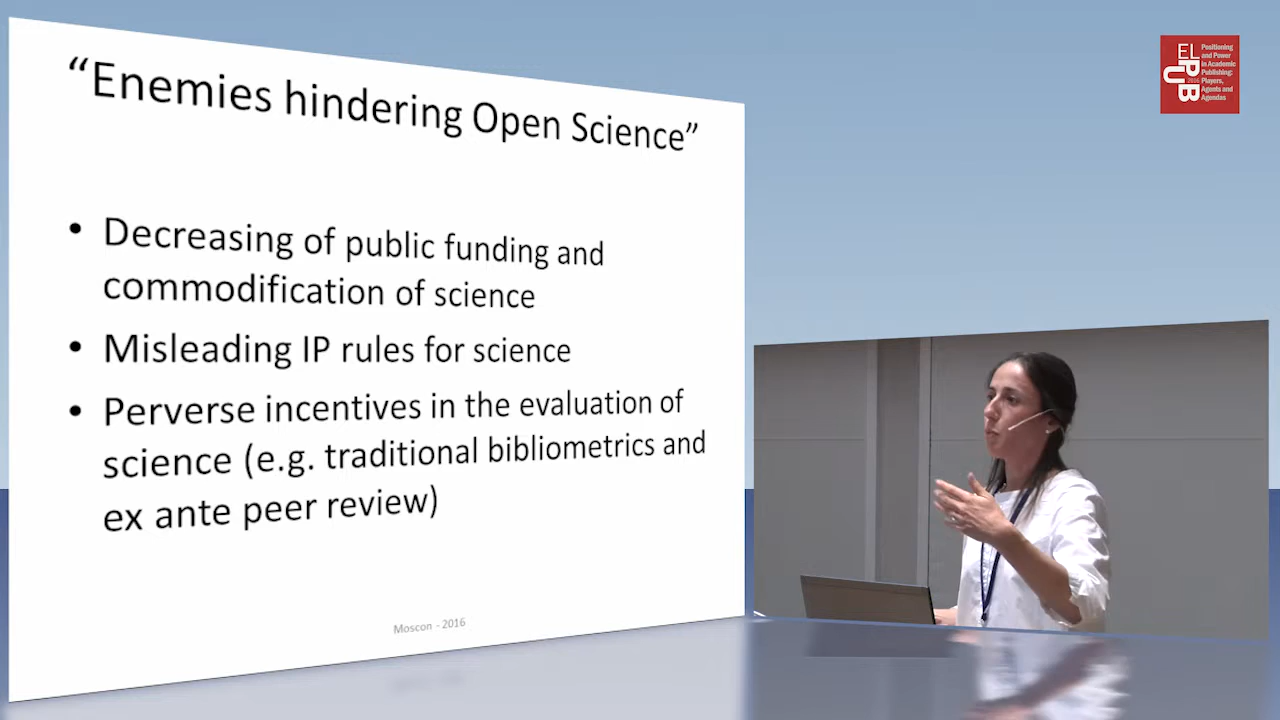 “Enemies hindering Open Science”
• Decreasing of public funding and
commodification of science
• Misleading IP rules for science
• Perverse incentives in the evaluation of
science (e.g. traditional bibliometrics and
ex ante peer review)
Moscon - 2016
EL
PUB
2016
Positioning
and Power
in Academic
Publishing:
Players,
Agents and
Agendas